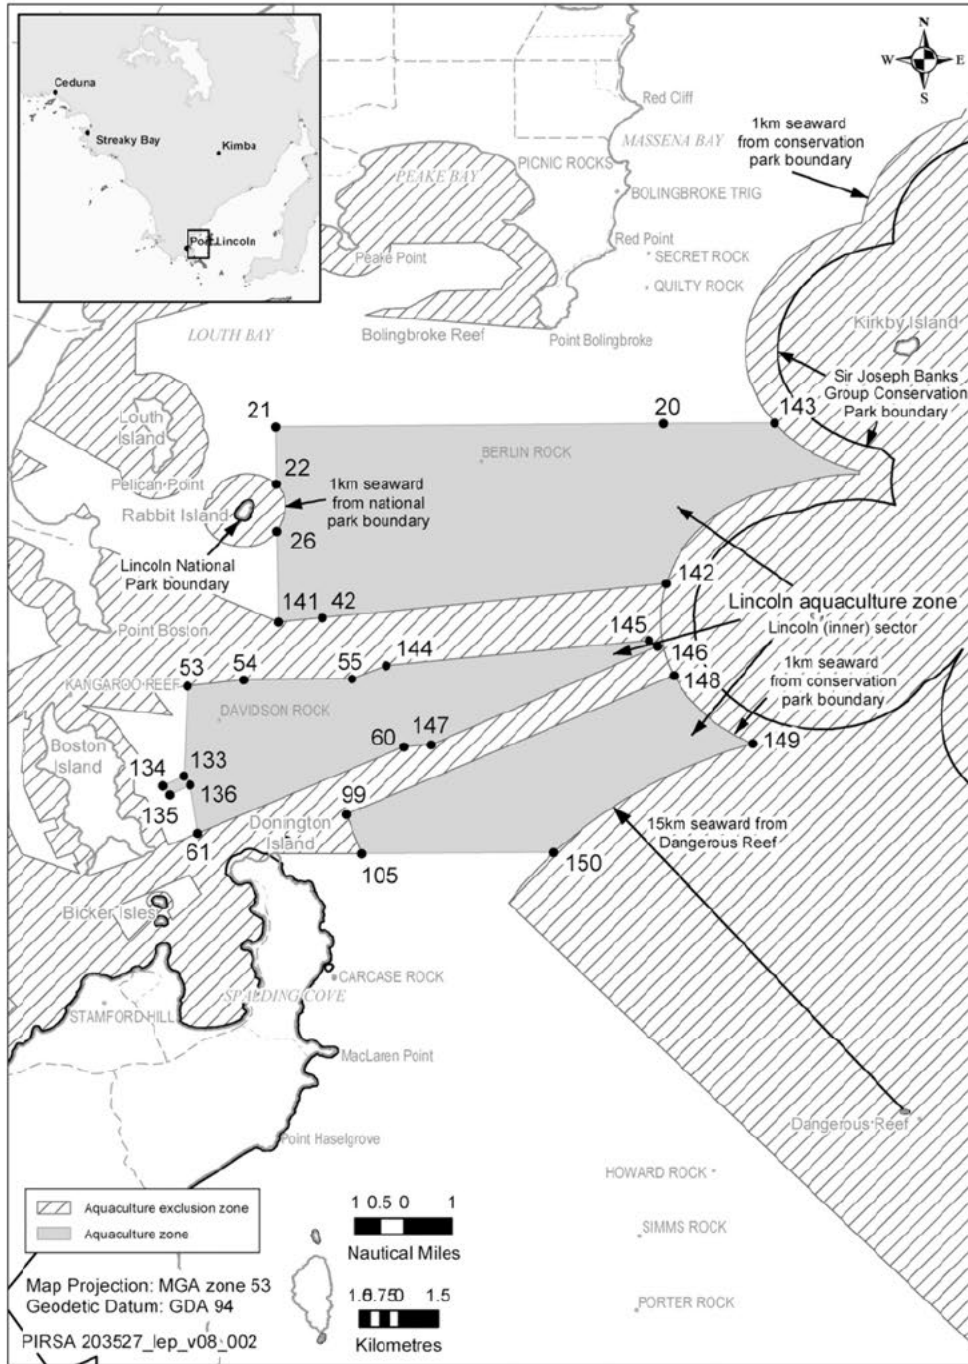 N
W
E
S
Ceduna
Streaky Bay
Kimba
Port Lincoln
Red Cliff
MASSENA BAY
1km seaward
from conservation
park boundary
PICNIC ROCKS
PEAKE BAY
BOLINGBROKE TRIG
Red Point
SECRET ROCK
Peake Point
QUILTY ROCK
LOUTH BAY
Bolingbroke Reef
Point Bolingbroke
Kirkby Island
Sir Joseph Banks
Group Conservation
Park boundary
21
20
143
Louth
Island
BERLIN ROCK
22
Pelican Point
1km seaward
from national
park boundary
Rabbit Island
26
Lincoln National
Park boundary
142
141
42
Lincoln aquaculture zone
Lincoln (inner) sector
Point Boston
145
146
144
1km seaward
from conservation
park boundary
53
54
55
148
KANGAROO REEF
DAVIDSON ROCK
60
147
149
Boston
Island
133
134
136
135
99
61
Donington
Island
15km seaward from
Dangerous Reef
105
150
Bicker Isles
CARCASE ROCK
SPALDING COVE
STAMFORD HILL
MacLaren Point
Dangerous Reef
Point Haselgrove
HOWARD ROCK
Aquaculture exclusion zone
Aquaculture zone
1 0.5 0 1
Nautical Miles
SIMMS ROCK
Map Projection: MGA zone 53
Geodetic Datum: GDA 94
1.5 0.75 0 1.5
Kilometres
PORTER ROCK
PIRSA 203527_lep_v08_002